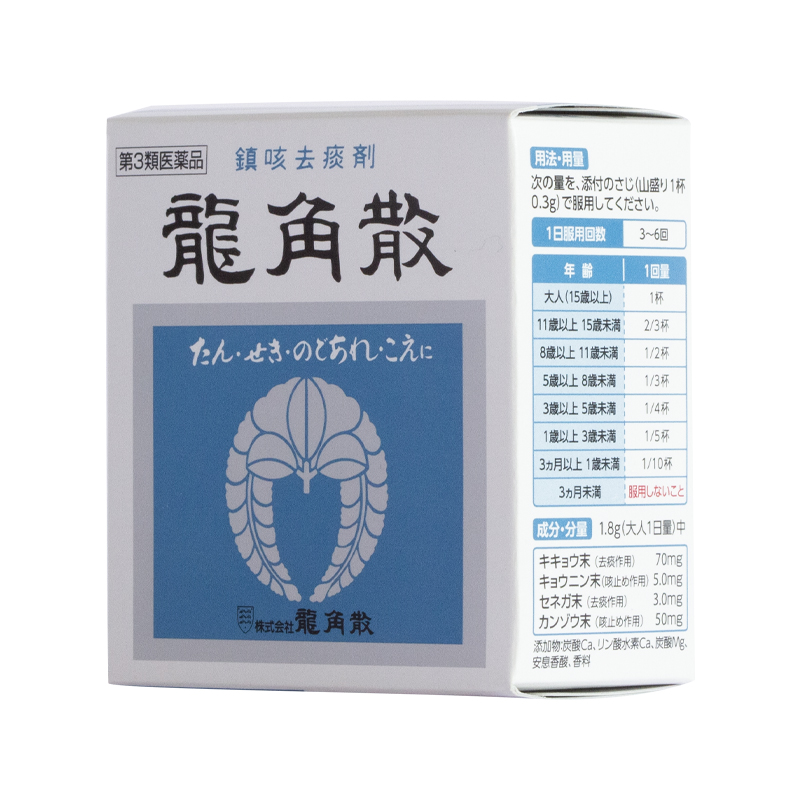 第3類医薬品
鎮咳去痰剤
龍角散
たん・せき・のどあれ・こえに
株式会社 龍角散
用法・用量
次の量を、添付のさじ(山盛り1杯
0.3g)で服用してください。
1日服用回数 3〜6回
年齢 1回量
大人(15歳以上) 1杯
11歳以上 15歳未満 2/3杯
8歳以上 11歳未満 1/2杯
5歳以上 8歳未満 1/3杯
3歳以上 5歳未満 1/4杯
1歳以上 3歳未満 1/5杯
3ヵ月以上 1歳未満 1/10杯
3ヵ月未満 服用しないこと
成分・分量 1.8g(大人1日量)中
キキョウ末(去痰作用) 70mg
キョウニン末(咳止め作用) 5.0mg
セネガ末(去痰作用) 3.0mg
カンゾウ末(咳止め作用) 50mg
添加物:炭酸Ca、リン酸水素Ca、炭酸Mg、
安息香酸、香料